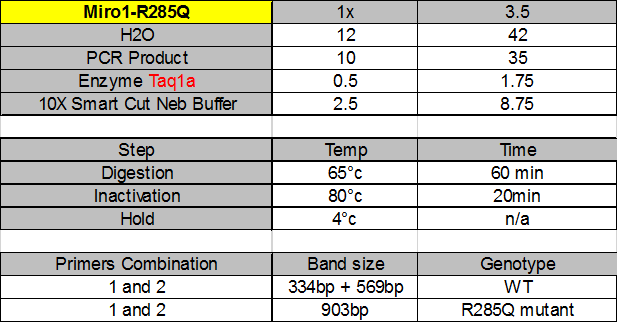 Miro1-R285Q 1x 3.5
H2O 12 42
PCR Product 10 35
Enzyme Taq1a 0.5 1.75
10X Smart Cut Neb Buffer 2.5 8.75
Step Temp Time
Digestion 65°c 60 min
Inactivation 80°c 20min
Hold 4°c n/a
Primers Combination Band size Genotype
1 and 2 334bp + 569bp WT
1 and 2 903bp R285Q mutant